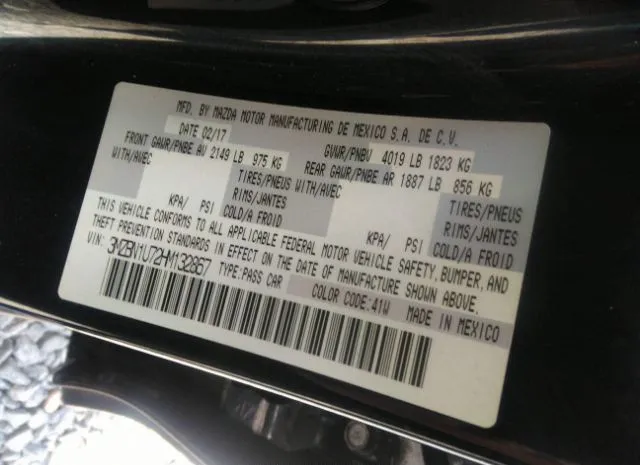 MFD. BY MAZDA MOTOR MANUFACTURING DE MEXICO S.A. DE C.V.
DATE 02/17 GVWR/PNBV 4019 LB 1823 KG
FRONT GAWR/PNBE AV 2149 LB 975 KG REAR GAWR/PNBE AR 1887 LB 856 KG
WITH/AVEC TIRES/PNEUS WITH/AVEC TIRES/PNEUS
RIMS/JANTES RIMS/JANTES
KPA/ PSI COLD/A FROID KPA/ PSI COLD/A FROID
THIS VEHICLE CONFORMS TO ALL APPLICABLE FEDERAL MOTOR VEHICLE SAFETY, BUMPER, AND
THEFT PREVENTION STANDARDS IN EFFECT ON THE DATE OF MANUFACTURE SHOWN ABOVE.
VIN: 3MZBN1U72HM132867 TYPE:PASS CAR
COLOR CODE:41W MADE IN MEXICO